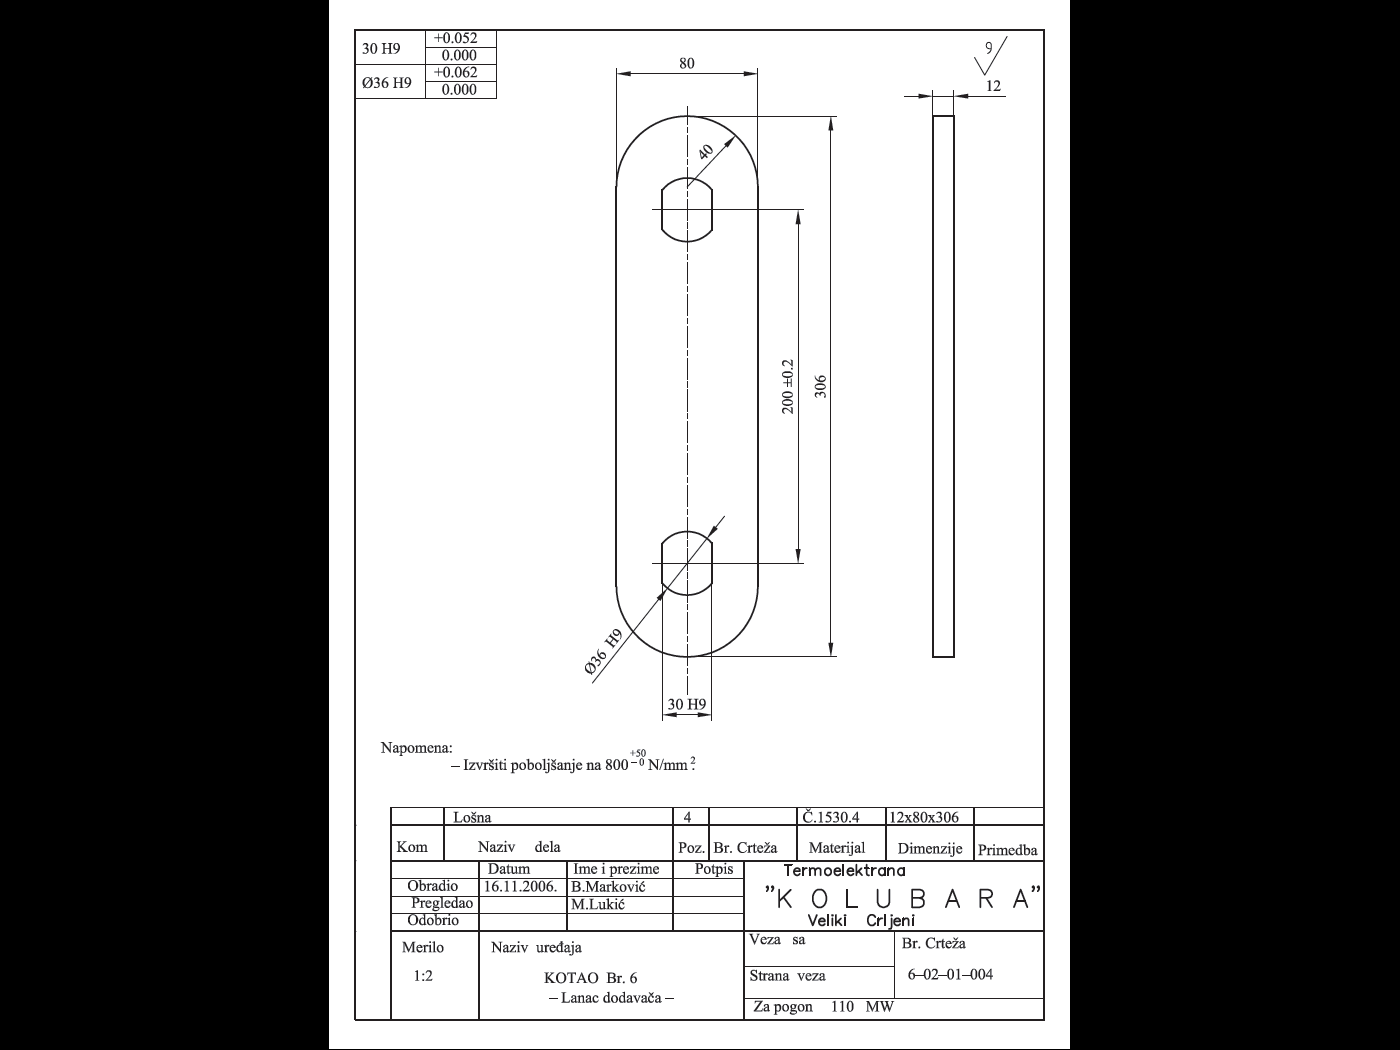 30 H9
+0.052
0.000
Ø36 H9
+0.062
0.000
80
9
12
40
200 ±0.2
306
Ø36 H9
30 H9
Napomena:
– Izvršiti poboljšanje na 800 +50 –0 N/mm².
Lošna 4 Č.1530.4 12x80x306
Kom Naziv dela Poz. Br. Crteža Materijal Dimenzije Primedba
Datum Ime i prezime Potpis
Obradio 16.11.2006. B.Marković
Pregledao M.Lukić
Odobrio
Termoelektrana
"KOLUBARA"
Veliki Crljeni
Merilo
1:2
Naziv uređaja
KOTAO Br. 6
– Lanac dodavača –
Veza sa
Strana veza
Br. Crteža
6–02–01–004
Za pogon 110 MW